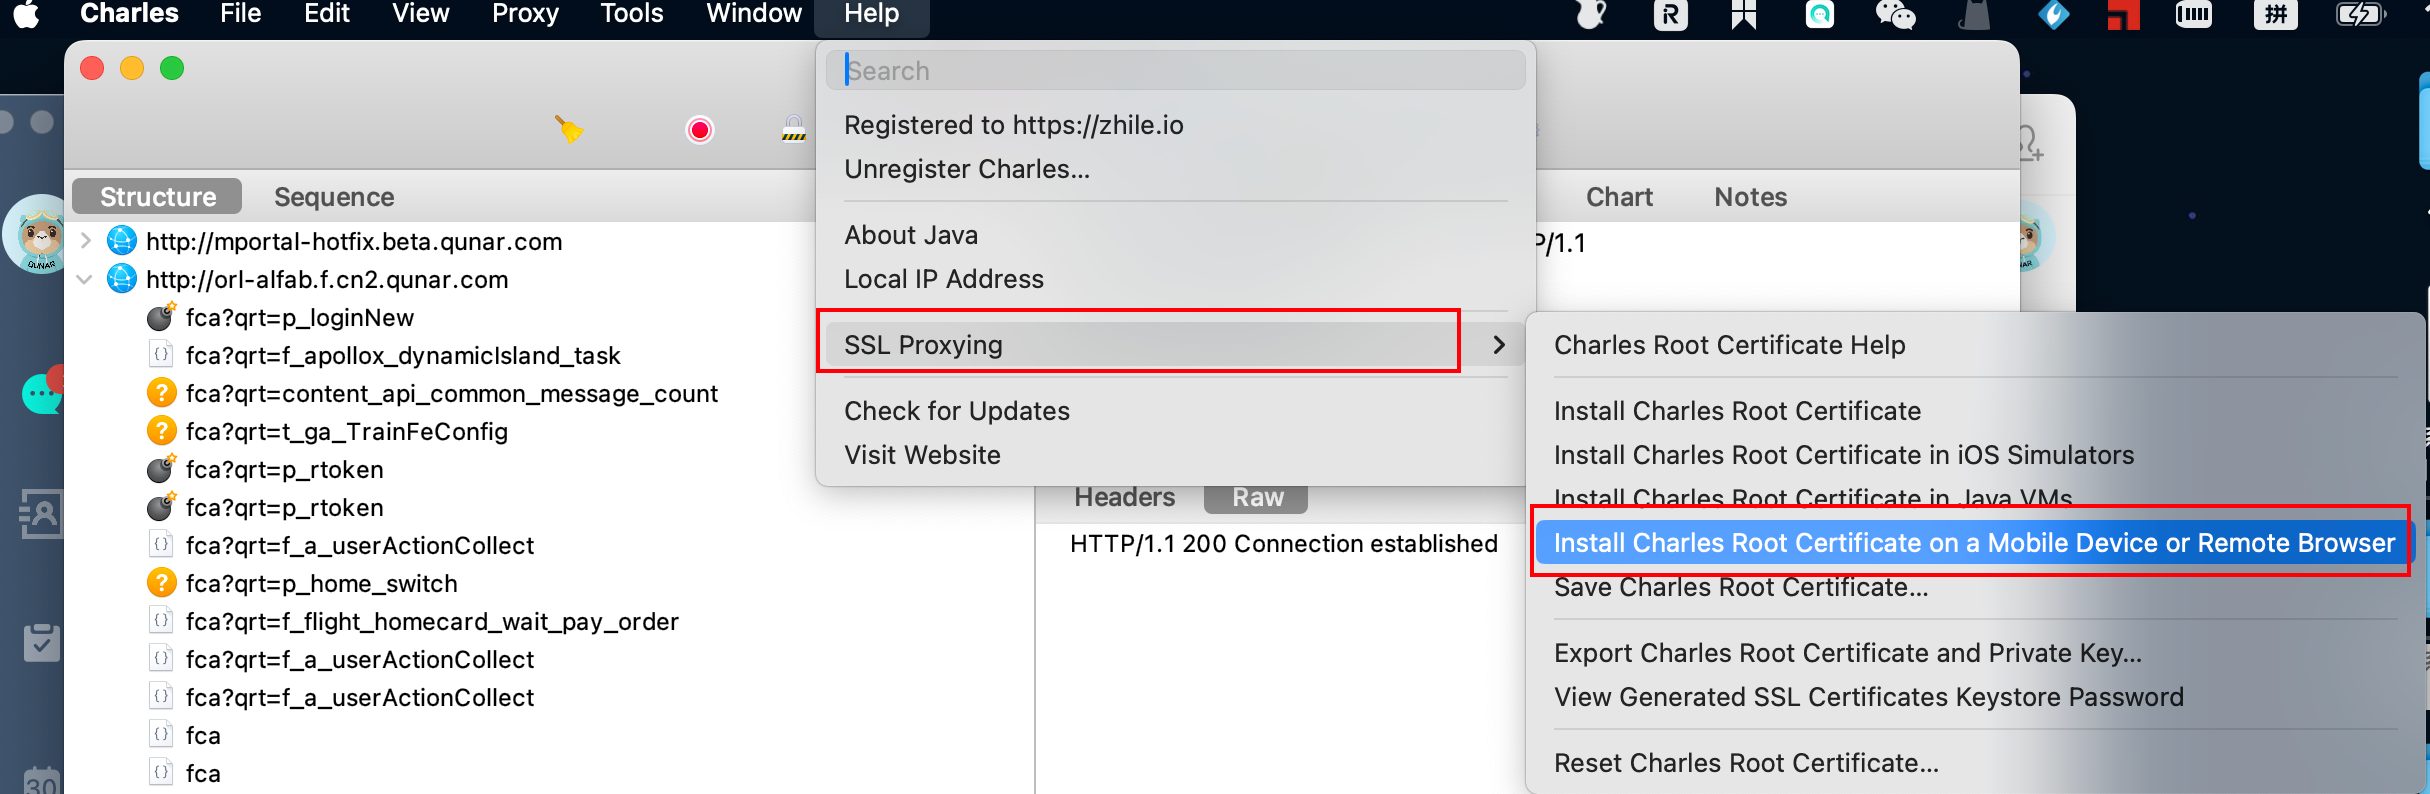 Charles File Edit View Proxy Tools Window Help 拼
Search
Registered to https://zhile.io
Unregister Charles...
About Java
Local IP Address
SSL Proxying
Check for Updates
Visit Website
Structure Sequence
http://mportal-hotfix.beta.qunar.com
http://orl-alfab.f.cn2.qunar.com
fca?qrt=p_loginNew
fca?qrt=f_apollox_dynamicIsland_task
fca?qrt=content_api_common_message_count
fca?qrt=t_ga_TrainFeConfig
fca?qrt=p_rtoken
fca?qrt=p_rtoken
fca?qrt=f_a_userActionCollect
fca?qrt=p_home_switch
fca?qrt=f_flight_homecard_wait_pay_order
fca?qrt=f_a_userActionCollect
fca?qrt=f_a_userActionCollect
fca
fca
Chart Notes
P/1.1
Headers Raw
HTTP/1.1 200 Connection established
Charles Root Certificate Help
Install Charles Root Certificate
Install Charles Root Certificate in iOS Simulators
Install Charles Root Certificate in Java VMs
Install Charles Root Certificate on a Mobile Device or Remote Browser
Save Charles Root Certificate...
Export Charles Root Certificate and Private Key...
View Generated SSL Certificates Keystore Password
Reset Charles Root Certificate...
QUNAR
30